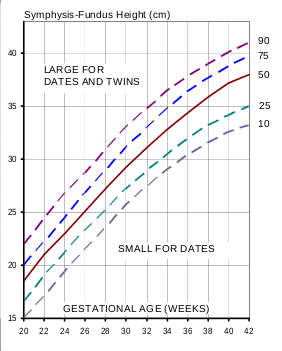 Symphysis-Fundus Height (cm)
90
75
50
25
10
40
35
30
25
20
15
LARGE FOR
DATES AND TWINS
SMALL FOR DATES
GESTATIONAL AGE (WEEKS)
20 22 24 26 28 30 32 34 36 38 40 42